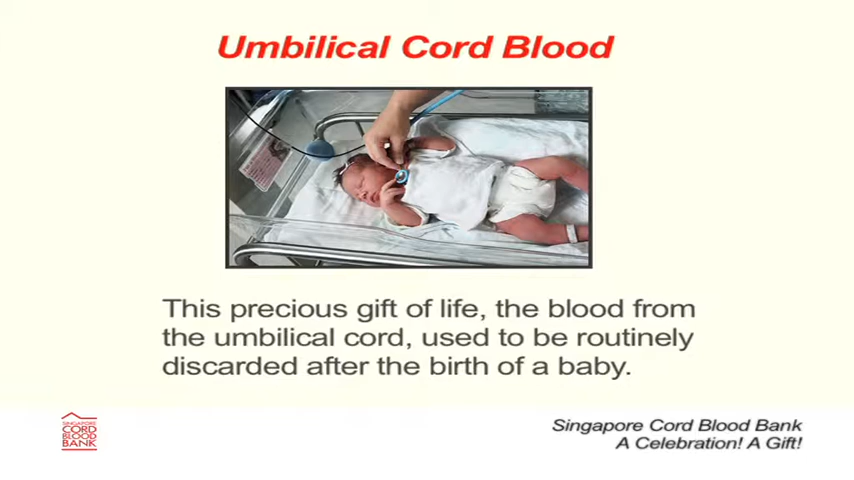 Umbilical Cord Blood
This precious gift of life, the blood from
the umbilical cord, used to be routinely
discarded after the birth of a baby.
SINGAPORE
CORD
BLOOD
BANK
Singapore Cord Blood Bank
A Celebration! A Gift!